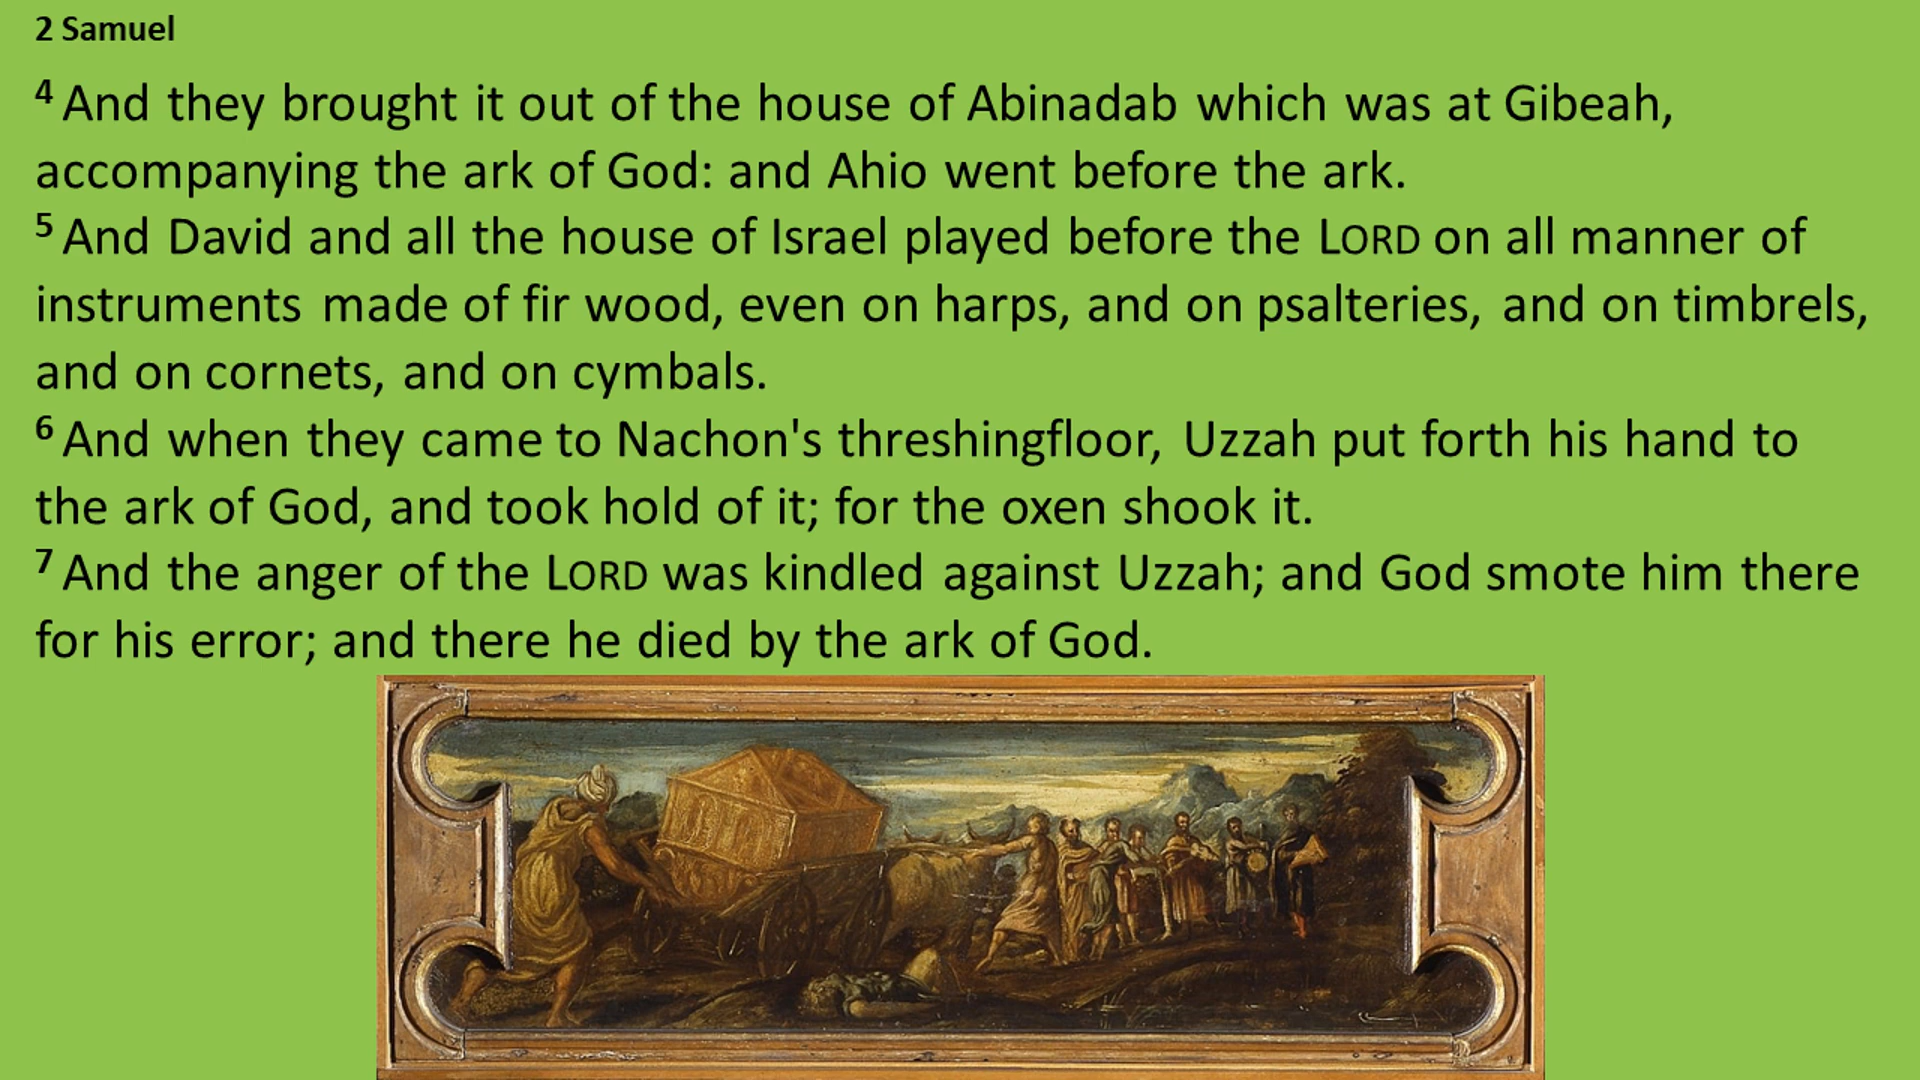 2 Samuel
4 And they brought it out of the house of Abinadab which was at Gibeah,
accompanying the ark of God: and Ahio went before the ark.
5 And David and all the house of Israel played before the LORD on all manner of
instruments made of fir wood, even on harps, and on psalteries, and on timbrels,
and on cornets, and on cymbals.
6 And when they came to Nachon's threshingfloor, Uzzah put forth his hand to
the ark of God, and took hold of it; for the oxen shook it.
7 And the anger of the LORD was kindled against Uzzah; and God smote him there
for his error; and there he died by the ark of God.